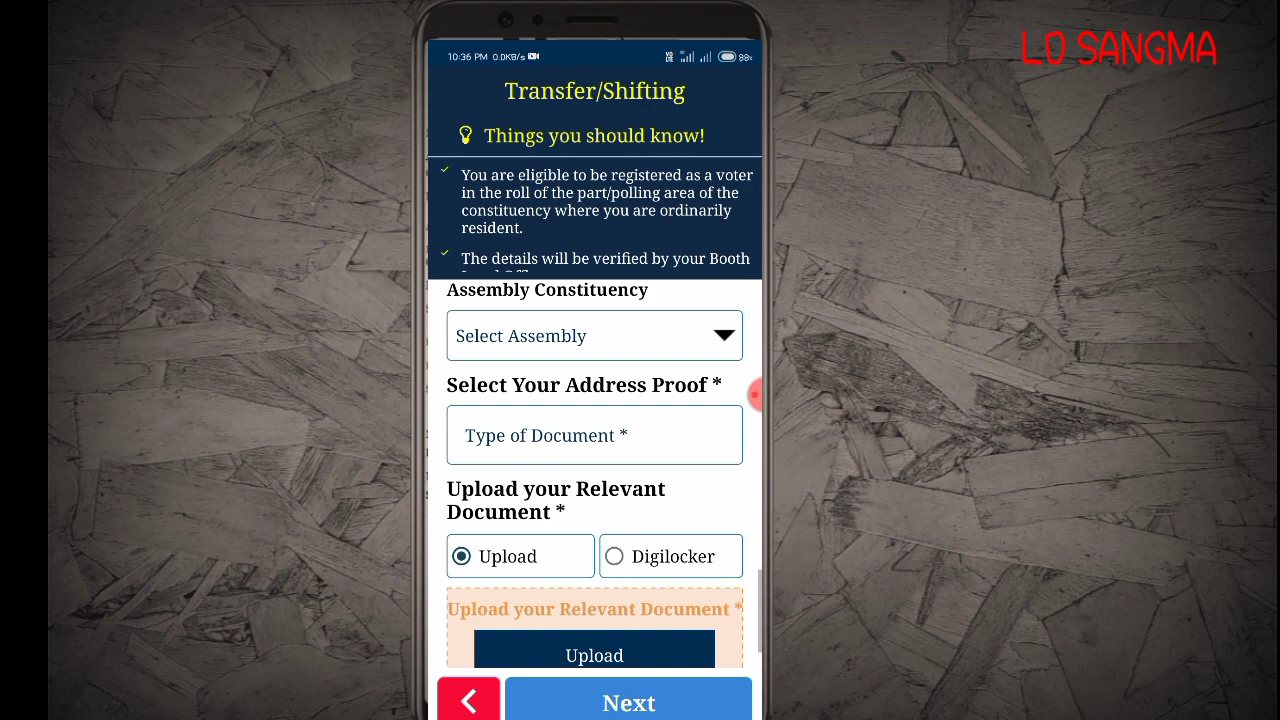 LD SANGMA
10:36 PM 0.0KB/s
88%
Transfer/Shifting
Things you should know!
You are eligible to be registered as a voter
in the roll of the part/polling area of the
constituency where you are ordinarily
resident.
The details will be verified by your Booth
Assembly Constituency
Select Assembly
Select Your Address Proof *
Type of Document *
Upload your Relevant
Document *
Upload
Digilocker
Upload your Relevant Document *
Upload
Next